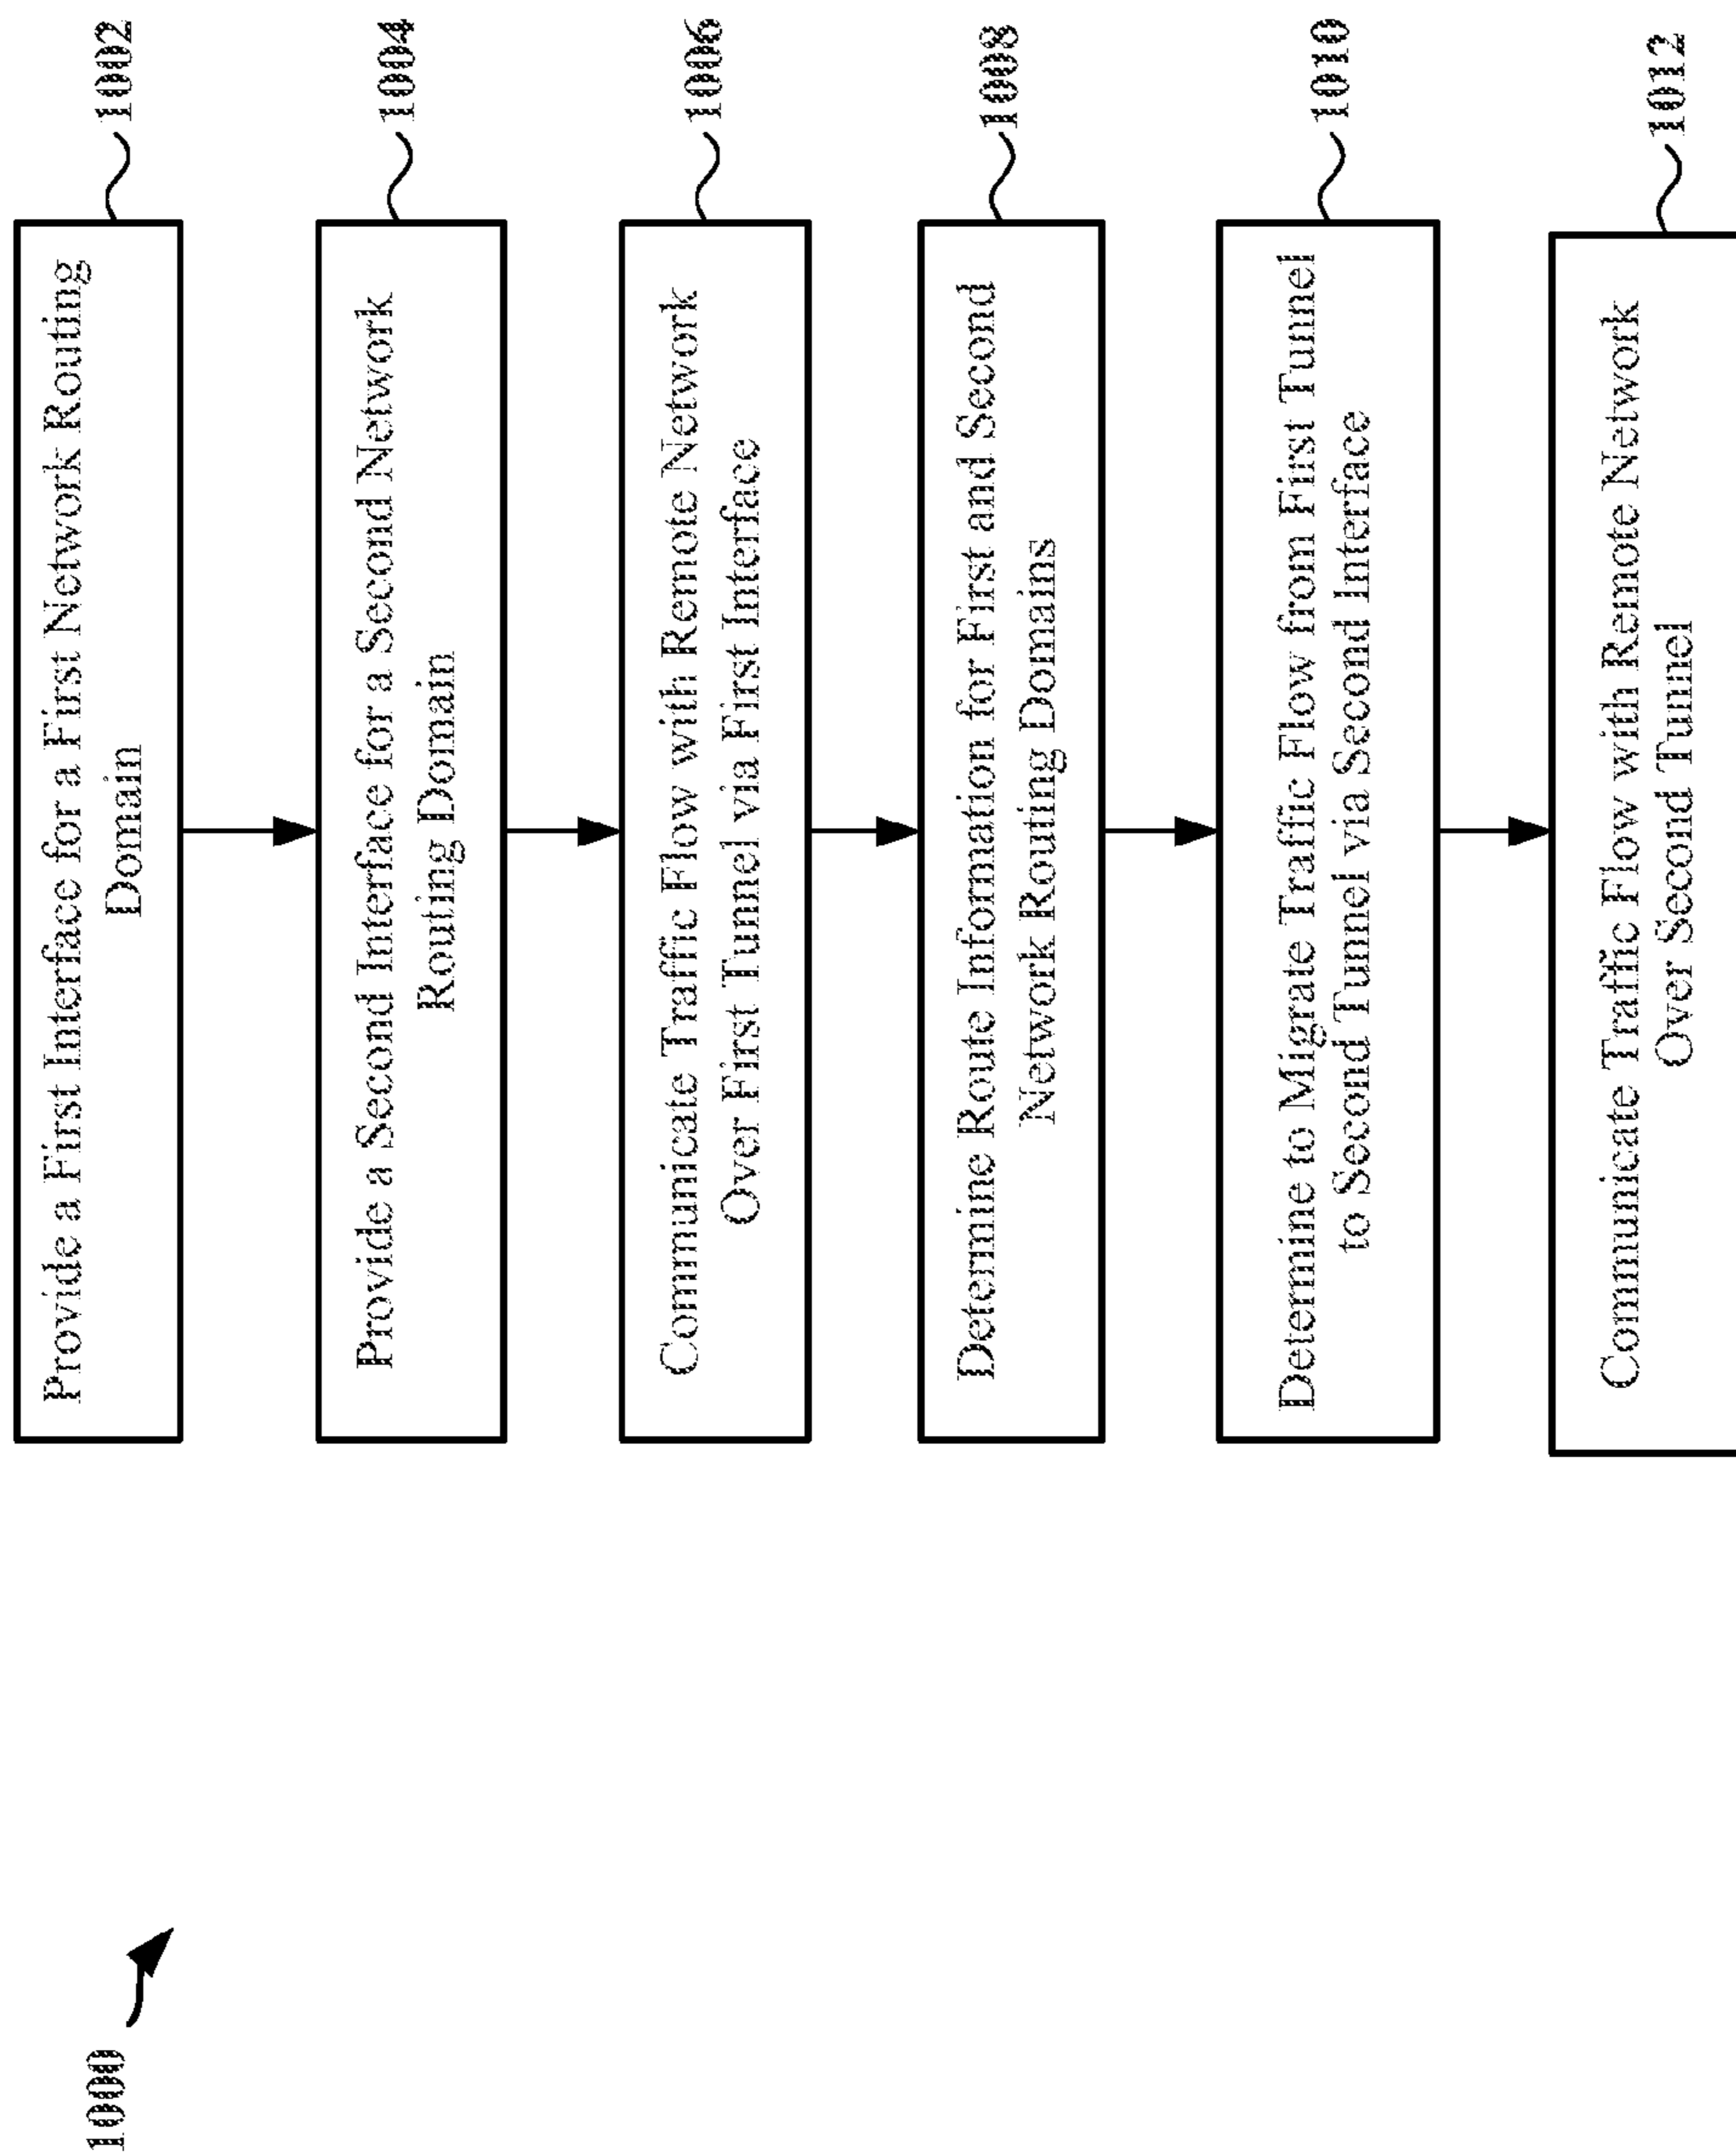 1000
Provide a First Interface for a First Network Routing
Domain
1002
Provide a Second Interface for a Second Network
Routing Domain
1004
Communicate Traffic Flow with Remote Network
Over First Tunnel via First Interface
1006
Determine Route Information for First and Second
Network Routing Domains
1008
Determine to Migrate Traffic Flow from First Tunnel
to Second Tunnel via Second Interface
1010
Communicate Traffic Flow with Remote Network
Over Second Tunnel
1012